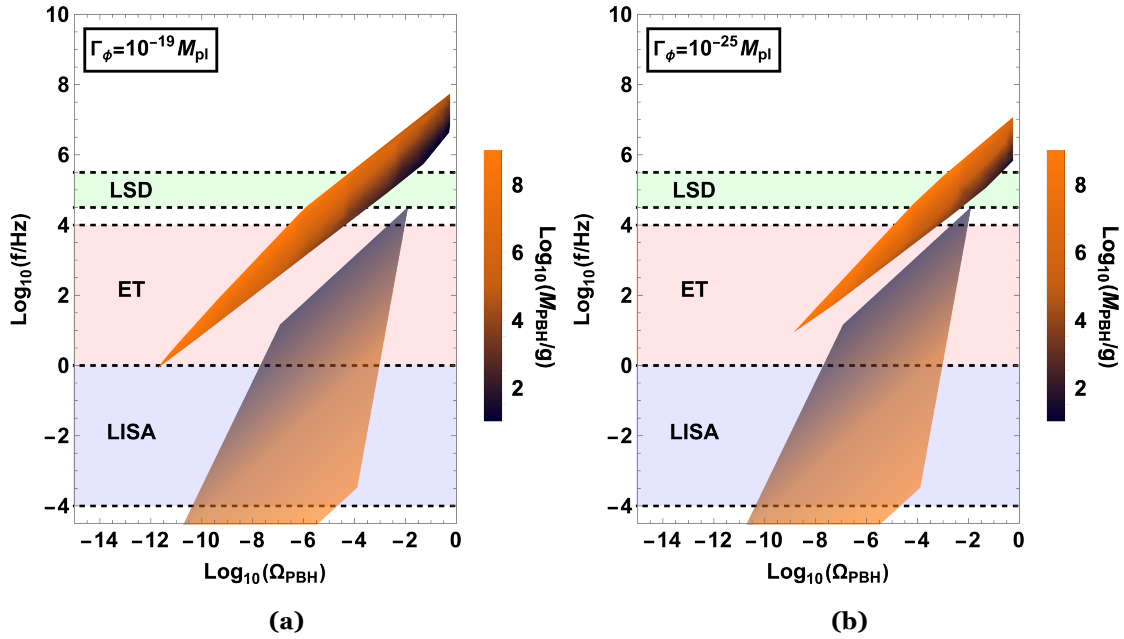 Γϕ=10−19 Mpl
10
8
6
4
2
0
−2
−4
Log10(f/Hz)
LSD
ET
LISA
−14 −12 −10 −8 −6 −4 −2 0
Log10(ΩPBH)
8
6
4
2
Log10(MPBH/g)
(a)
Γϕ=10−25 Mpl
10
8
6
4
2
0
−2
−4
Log10(f/Hz)
LSD
ET
LISA
−14 −12 −10 −8 −6 −4 −2 0
Log10(ΩPBH)
8
6
4
2
Log10(MPBH/g)
(b)